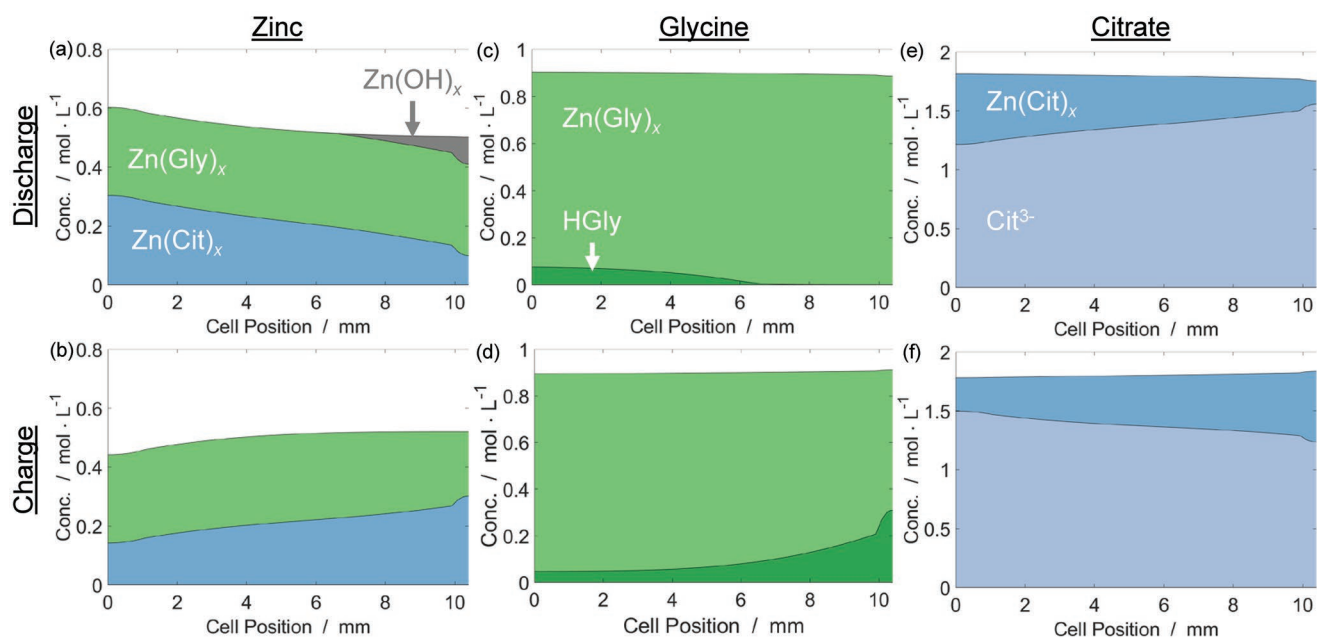 Zinc
Glycine
Citrate
Discharge
(a)
0.8
0.6
0.4
0.2
0
Conc. / mol · L⁻¹
Zn(OH)ₓ
Zn(Gly)ₓ
Zn(Cit)ₓ
0 2 4 6 8 10
Cell Position / mm
(c)
1
0.8
0.6
0.4
0.2
0
Conc. / mol · L⁻¹
Zn(Gly)ₓ
HGly
0 2 4 6 8 10
Cell Position / mm
(e)
2
1.5
1
0.5
0
Conc. / mol · L⁻¹
Zn(Cit)ₓ
Cit³⁻
0 2 4 6 8 10
Cell Position / mm
Charge
(b)
0.8
0.6
0.4
0.2
0
Conc. / mol · L⁻¹
0 2 4 6 8 10
Cell Position / mm
(d)
1
0.8
0.6
0.4
0.2
0
Conc. / mol · L⁻¹
0 2 4 6 8 10
Cell Position / mm
(f)
2
1.5
1
0.5
0
Conc. / mol · L⁻¹
0 2 4 6 8 10
Cell Position / mm